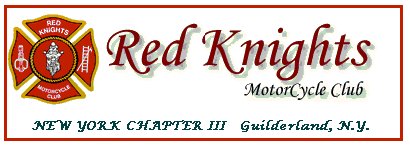 RED
KNIGHTS
MOTORCYCLE
CLUB
Red Knights
MotorCycle Club
NEW YORK CHAPTER III Guilderland, N.Y.